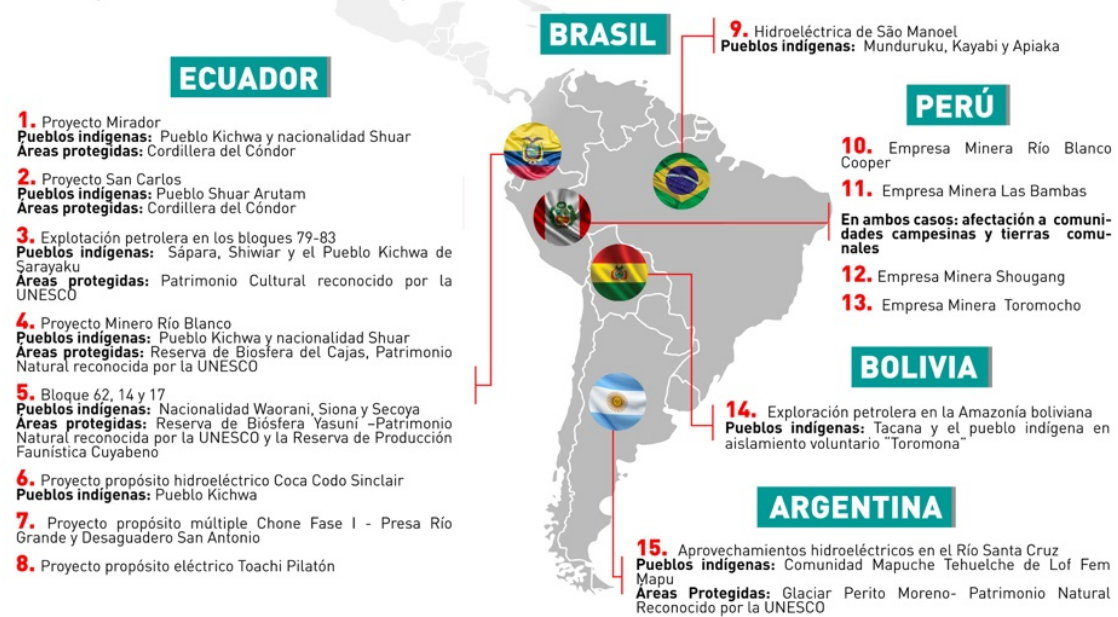 ECUADOR
1. Proyecto Mirador
Pueblos indígenas: Pueblo Kichwa y nacionalidad Shuar
Áreas protegidas: Cordillera del Cóndor
2. Proyecto San Carlos
Pueblos indígenas: Pueblo Shuar Arutam
Áreas protegidas: Cordillera del Cóndor
3. Explotación petrolera en los bloques 79-83
Pueblos indígenas: Sápara, Shiwiar y el Pueblo Kichwa de
Sarayaku
Áreas protegidas: Patrimonio Cultural reconocido por la
UNESCO
4. Proyecto Minero Río Blanco
Pueblos indígenas: Pueblo Kichwa y nacionalidad Shuar
Áreas protegidas: Reserva de Biosfera del Cajas, Patrimonio
Natural reconocida por la UNESCO
5. Bloque 62, 14 y 17
Pueblos indígenas: Nacionalidad Waorani, Siona y Secoya
Áreas protegidas: Reserva de Biósfera Yasuní –Patrimonio
Natural reconocida por la UNESCO y la Reserva de Producción
Faunística Cuyabeno
6. Proyecto propósito hidroeléctrico Coca Codo Sinclair
Pueblos indígenas: Pueblo Kichwa
7. Proyecto propósito múltiple Chone Fase I - Presa Río
Grande y Desaguadero San Antonio
8. Proyecto propósito eléctrico Toachi Pilatón
BRASIL
9. Hidroeléctrica de São Manoel
Pueblos indígenas: Munduruku, Kayabi y Apiaka
PERÚ
10. Empresa Minera Río Blanco
Cooper
11. Empresa Minera Las Bambas
En ambos casos: afectación a comuni-
dades campesinas y tierras comu-
nales
12. Empresa Minera Shougang
13. Empresa Minera Toromocho
BOLIVIA
14. Exploración petrolera en la Amazonía boliviana
Pueblos indígenas: Tacana y el pueblo indígena en
aislamiento voluntario "Toromona"
ARGENTINA
15. Aprovechamientos hidroeléctricos en el Río Santa Cruz
Pueblos indígenas: Comunidad Mapuche Tehuelche de Lof Fem
Mapu
Áreas Protegidas: Glaciar Perito Moreno- Patrimonio Natural
Reconocido por la UNESCO